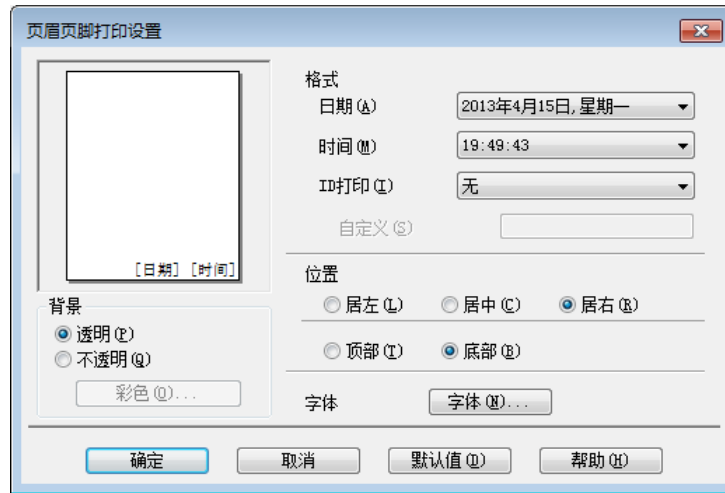 页眉页脚打印设置
格式
日期(A) 2013年4月15日,星期一
时间(M) 19:49:43
ID打印(I) 无
自定义(S)
[日期] [时间]
位置
居左(L) 居中(C) 居右(R)
顶部(T) 底部(B)
背景
透明(P)
不透明(Q)
彩色(O)...
字体 字体(N)...
确定 取消 默认值(D) 帮助(H)